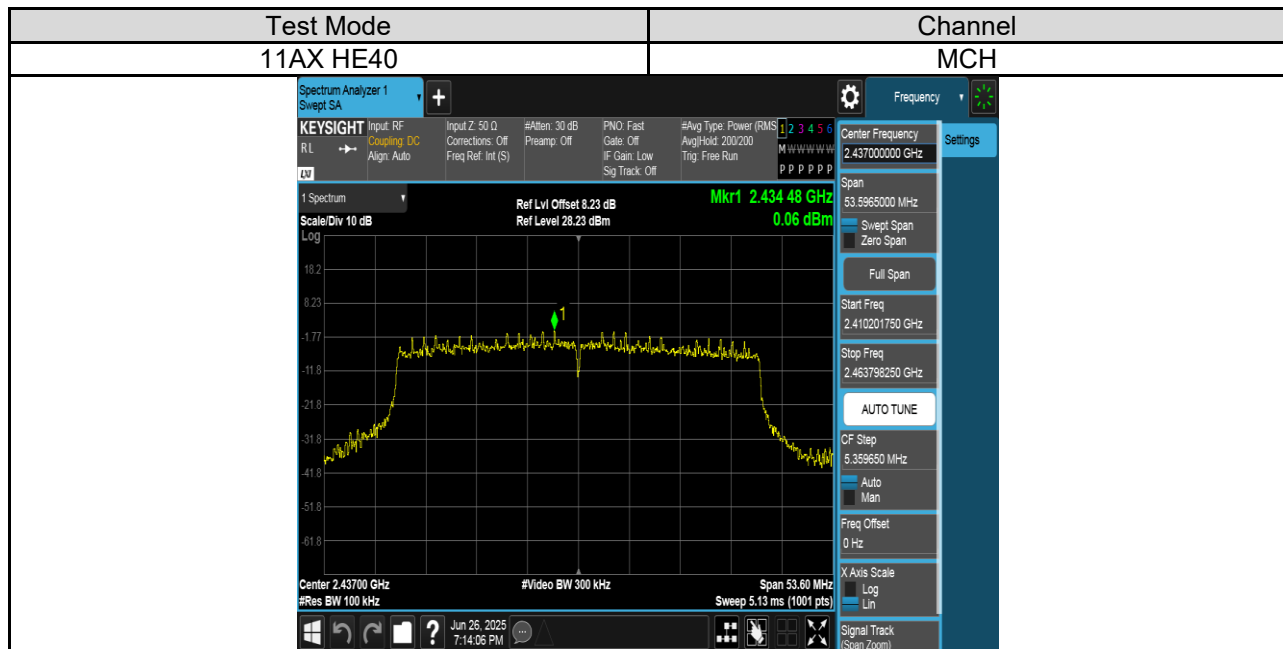 Test Mode Channel
11AX HE40 MCH
Spectrum Analyzer 1
Swept SA
Frequency
KEYSIGHT
RL
LXI
Input: RF
Coupling: DC
Align: Auto
Input Z: 50 Ω
Corrections: Off
Freq Ref: Int (S)
#Atten: 30 dB
Preamp: Off
PNO: Fast
Gate: Off
IF Gain: Low
Sig Track: Off
#Avg Type: Power (RMS
Avg|Hold: 200/200
Trig: Free Run
1 2 3 4 5 6
M W W W W W
P P P P P P
Center Frequency
2.437000000 GHz
Settings
Span
53.5965000 MHz
Swept Span
Zero Span
Full Span
Start Freq
2.410201750 GHz
Stop Freq
2.463798250 GHz
AUTO TUNE
CF Step
5.359650 MHz
Auto
Man
Freq Offset
0 Hz
X Axis Scale
Log
Lin
Signal Track
(Span Zoom)
1 Spectrum
Scale/Div 10 dB
Ref Lvl Offset 8.23 dB
Ref Level 28.23 dBm
Mkr1 2.434 48 GHz
0.06 dBm
Log
18.2
8.23
1
-1.77
-11.8
-21.8
-31.8
-41.8
-51.8
-61.8
Center 2.43700 GHz
#Res BW 100 kHz
#Video BW 300 kHz
Span 53.60 MHz
Sweep 5.13 ms (1001 pts)
?
Jun 26, 2025
7:14:06 PM